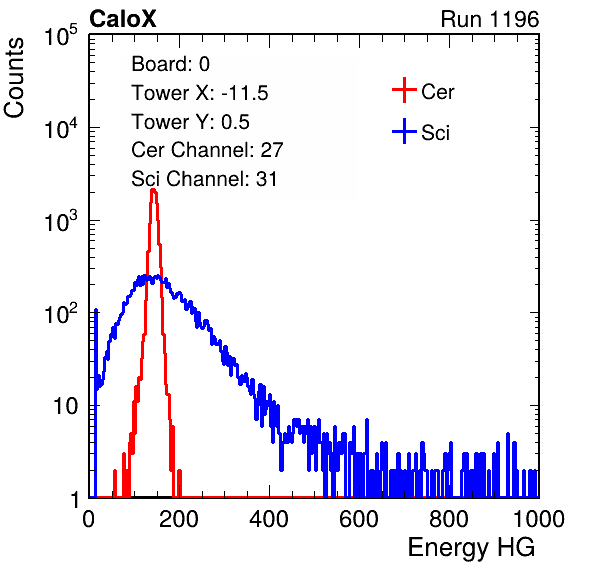 CaloX Run 1196
Counts
10^5
10^4
10^3
10^2
10
1
Board: 0
Tower X: -11.5
Tower Y: 0.5
Cer Channel: 27
Sci Channel: 31
Cer
Sci
0 200 400 600 800 1000
Energy HG